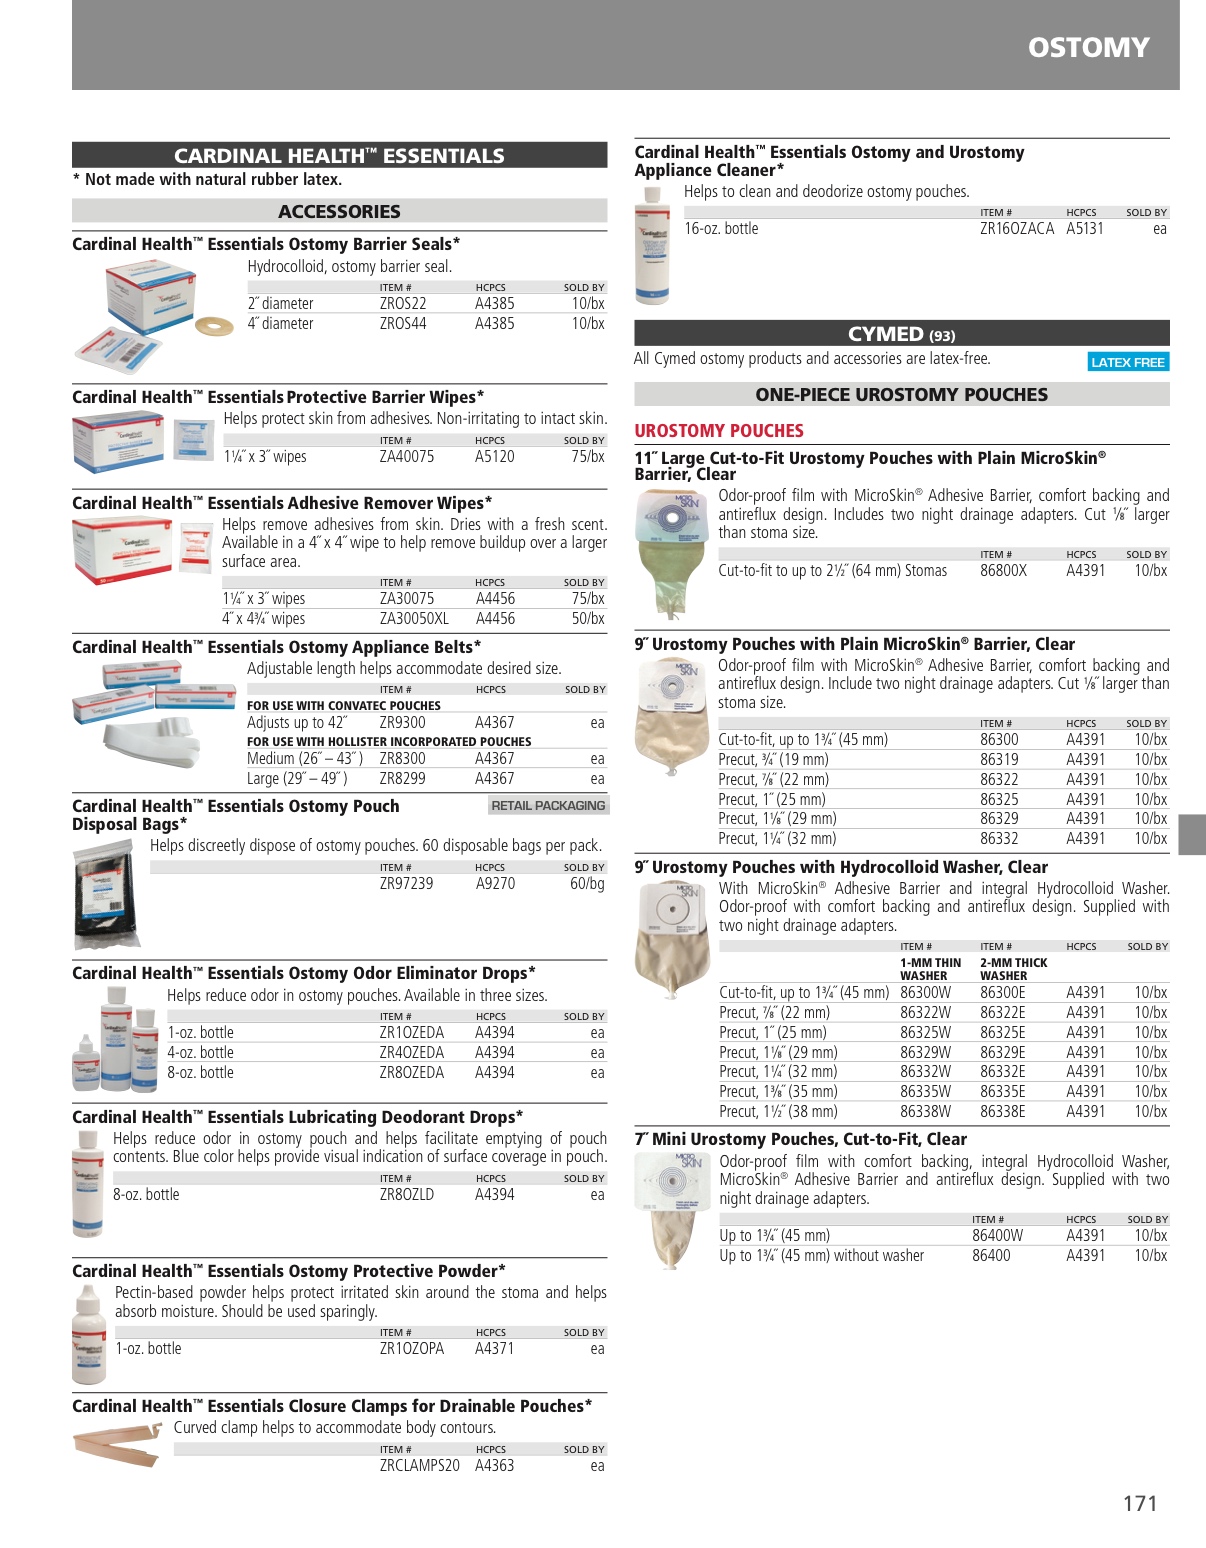 OSTOMY
CARDINAL HEALTH™ ESSENTIALS
* Not made with natural rubber latex.
ACCESSORIES
Cardinal Health™ Essentials Ostomy Barrier Seals*
Hydrocolloid, ostomy barrier seal.
ITEM # HCPCS SOLD BY
2˝ diameter ZROS22 A4385 10/bx
4˝ diameter ZROS44 A4385 10/bx
Cardinal Health™ Essentials Protective Barrier Wipes*
Helps protect skin from adhesives. Non-irritating to intact skin.
ITEM # HCPCS SOLD BY
1¼˝ x 3˝ wipes ZA40075 A5120 75/bx
Cardinal Health™ Essentials Adhesive Remover Wipes*
Helps remove adhesives from skin. Dries with a fresh scent.
Available in a 4˝ x 4˝ wipe to help remove buildup over a larger
surface area.
ITEM # HCPCS SOLD BY
1¼˝ x 3˝ wipes ZA30075 A4456 75/bx
4˝ x 4¾˝ wipes ZA30050XL A4456 50/bx
Cardinal Health™ Essentials Ostomy Appliance Belts*
Adjustable length helps accommodate desired size.
ITEM # HCPCS SOLD BY
FOR USE WITH CONVATEC POUCHES
Adjusts up to 42˝ ZR9300 A4367 ea
FOR USE WITH HOLLISTER INCORPORATED POUCHES
Medium (26˝ – 43˝ ) ZR8300 A4367 ea
Large (29˝ – 49˝ ) ZR8299 A4367 ea
Cardinal Health™ Essentials Ostomy Pouch
Disposal Bags*
RETAIL PACKAGING
Helps discreetly dispose of ostomy pouches. 60 disposable bags per pack.
ITEM # HCPCS SOLD BY
ZR97239 A9270 60/bg
Cardinal Health™ Essentials Ostomy Odor Eliminator Drops*
Helps reduce odor in ostomy pouches. Available in three sizes.
ITEM # HCPCS SOLD BY
1-oz. bottle ZR1OZEDA A4394 ea
4-oz. bottle ZR4OZEDA A4394 ea
8-oz. bottle ZR8OZEDA A4394 ea
Cardinal Health™ Essentials Lubricating Deodorant Drops*
Helps reduce odor in ostomy pouch and helps facilitate emptying of pouch
contents. Blue color helps provide visual indication of surface coverage in pouch.
ITEM # HCPCS SOLD BY
8-oz. bottle ZR8OZLD A4394 ea
Cardinal Health™ Essentials Ostomy Protective Powder*
Pectin-based powder helps protect irritated skin around the stoma and helps
absorb moisture. Should be used sparingly.
ITEM # HCPCS SOLD BY
1-oz. bottle ZR1OZOPA A4371 ea
Cardinal Health™ Essentials Closure Clamps for Drainable Pouches*
Curved clamp helps to accommodate body contours.
ITEM # HCPCS SOLD BY
ZRCLAMPS20 A4363 ea
Cardinal Health™ Essentials Ostomy and Urostomy
Appliance Cleaner*
Helps to clean and deodorize ostomy pouches.
ITEM # HCPCS SOLD BY
16-oz. bottle ZR16OZACA A5131 ea
CYMED (93)
All Cymed ostomy products and accessories are latex-free.
LATEX FREE
ONE-PIECE UROSTOMY POUCHES
UROSTOMY POUCHES
11˝ Large Cut-to-Fit Urostomy Pouches with Plain MicroSkin®
Barrier, Clear
Odor-proof film with MicroSkin® Adhesive Barrier, comfort backing and
antireflux design. Includes two night drainage adapters. Cut ⅛˝ larger
than stoma size.
ITEM # HCPCS SOLD BY
Cut-to-fit to up to 2½˝ (64 mm) Stomas 86800X A4391 10/bx
9˝ Urostomy Pouches with Plain MicroSkin® Barrier, Clear
Odor-proof film with MicroSkin® Adhesive Barrier, comfort backing and
antireflux design. Include two night drainage adapters. Cut ⅛˝ larger than
stoma size.
ITEM # HCPCS SOLD BY
Cut-to-fit, up to 1¾˝ (45 mm) 86300 A4391 10/bx
Precut, ¾˝ (19 mm) 86319 A4391 10/bx
Precut, ⅞˝ (22 mm) 86322 A4391 10/bx
Precut, 1˝ (25 mm) 86325 A4391 10/bx
Precut, 1⅛˝ (29 mm) 86329 A4391 10/bx
Precut, 1¼˝ (32 mm) 86332 A4391 10/bx
9˝ Urostomy Pouches with Hydrocolloid Washer, Clear
With MicroSkin® Adhesive Barrier and integral Hydrocolloid Washer.
Odor-proof with comfort backing and antireflux design. Supplied with
two night drainage adapters.
ITEM # ITEM # HCPCS SOLD BY
1-MM THIN 2-MM THICK
WASHER WASHER
Cut-to-fit, up to 1¾˝ (45 mm) 86300W 86300E A4391 10/bx
Precut, ⅞˝ (22 mm) 86322W 86322E A4391 10/bx
Precut, 1˝ (25 mm) 86325W 86325E A4391 10/bx
Precut, 1⅛˝ (29 mm) 86329W 86329E A4391 10/bx
Precut, 1¼˝ (32 mm) 86332W 86332E A4391 10/bx
Precut, 1⅜˝ (35 mm) 86335W 86335E A4391 10/bx
Precut, 1½˝ (38 mm) 86338W 86338E A4391 10/bx
7˝ Mini Urostomy Pouches, Cut-to-Fit, Clear
Odor-proof film with comfort backing, integral Hydrocolloid Washer,
MicroSkin® Adhesive Barrier and antireflux design. Supplied with two
night drainage adapters.
ITEM # HCPCS SOLD BY
Up to 1¾˝ (45 mm) 86400W A4391 10/bx
Up to 1¾˝ (45 mm) without washer 86400 A4391 10/bx
171